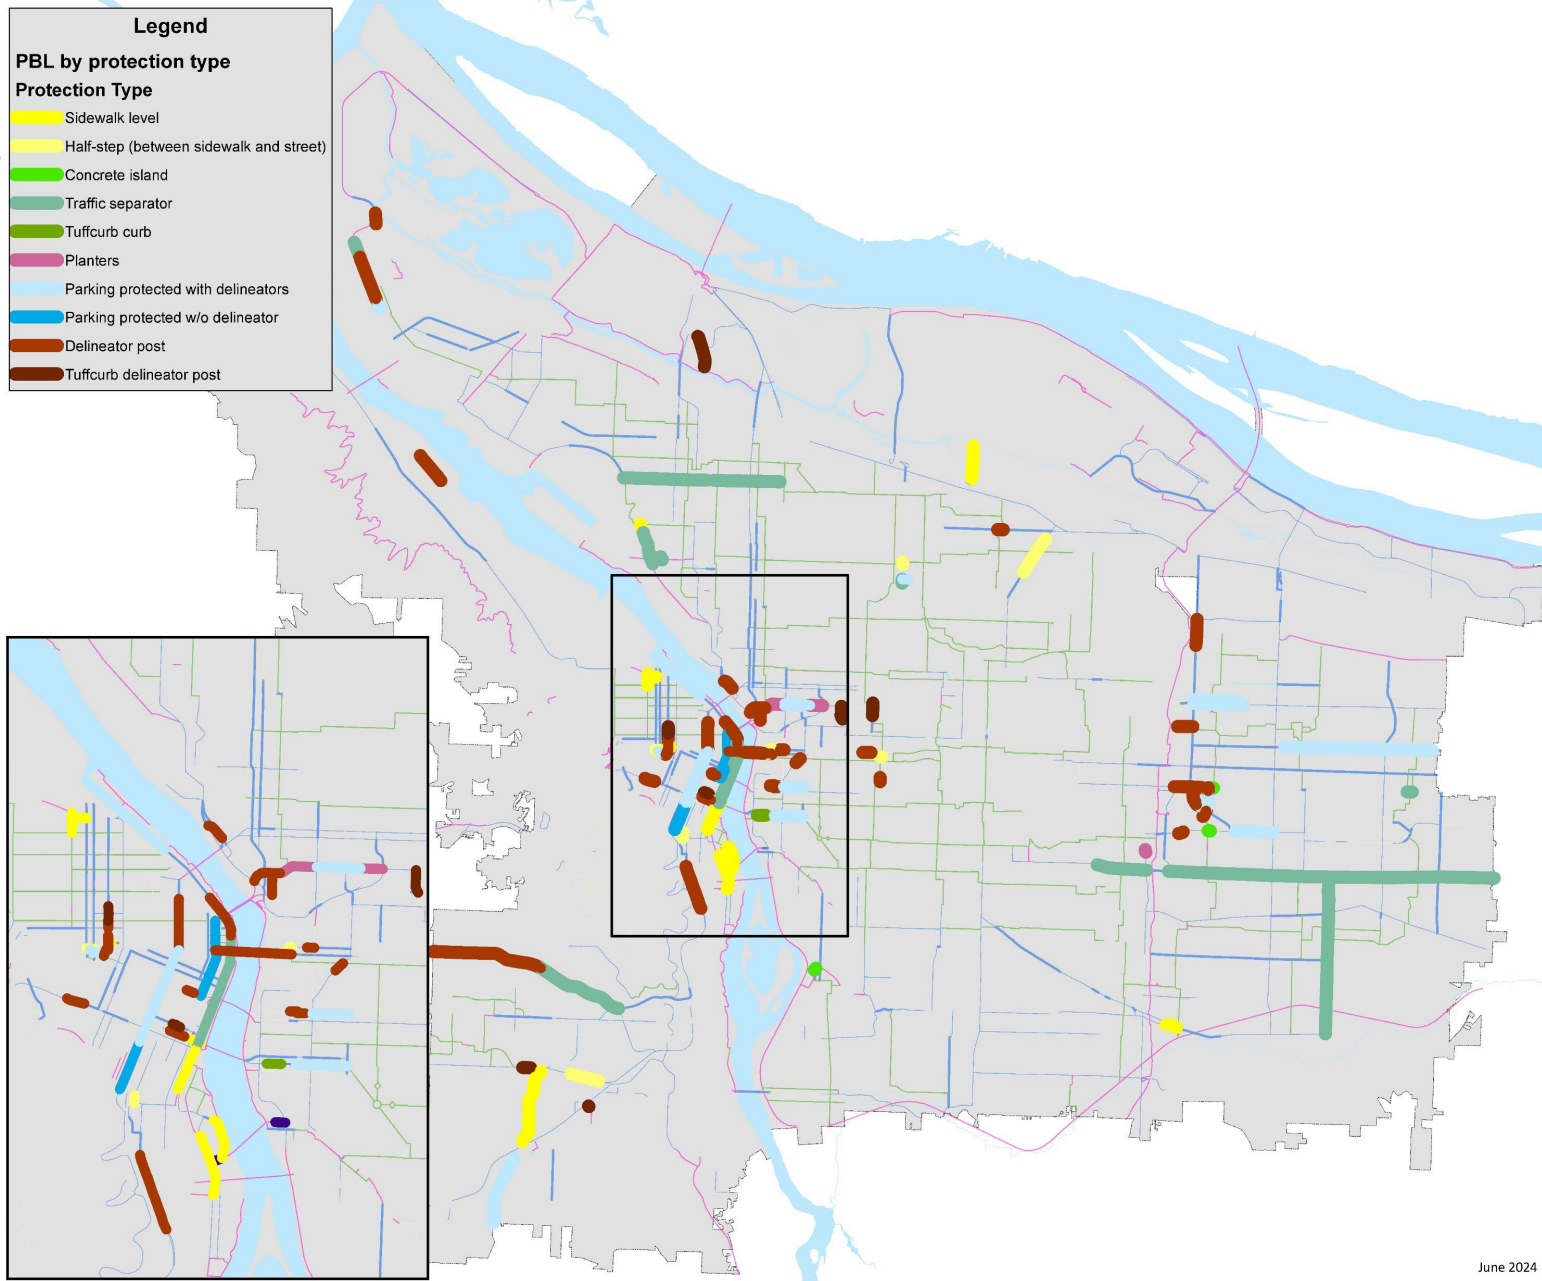 Legend
PBL by protection type
Protection Type
Sidewalk level
Half-step (between sidewalk and street)
Concrete island
Traffic separator
Tuffcurb curb
Planters
Parking protected with delineators
Parking protected w/o delineator
Delineator post
Tuffcurb delineator post
June 2024